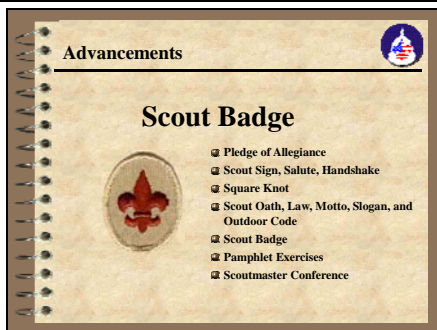 Advancements
Scout Badge
Pledge of Allegiance
Scout Sign, Salute, Handshake
Square Knot
Scout Oath, Law, Motto, Slogan, and
Outdoor Code
Scout Badge
Pamphlet Exercises
Scoutmaster Conference